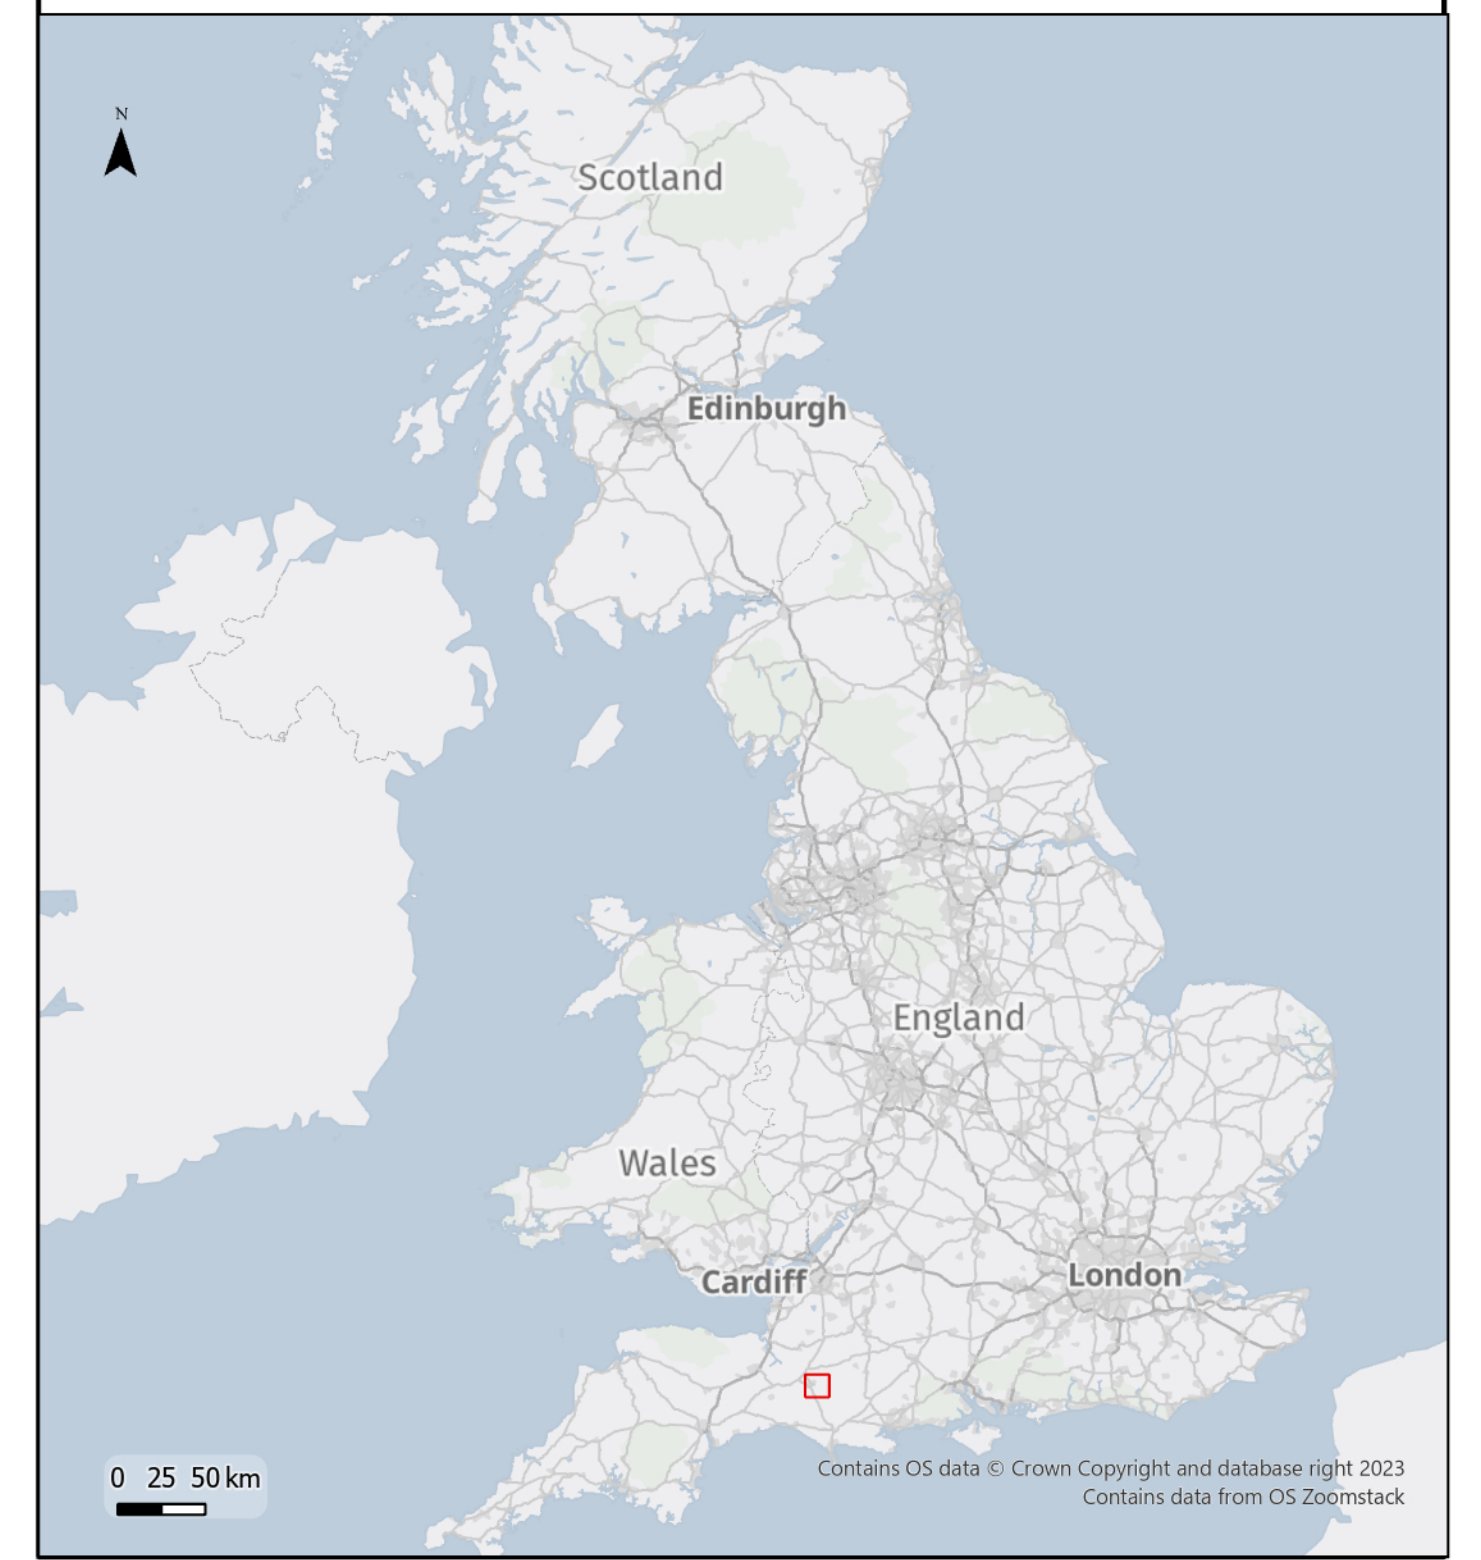 N
Scotland
Edinburgh
England
Wales
Cardiff
London
0 25 50 km
Contains OS data © Crown Copyright and database right 2023
Contains data from OS Zoomstack